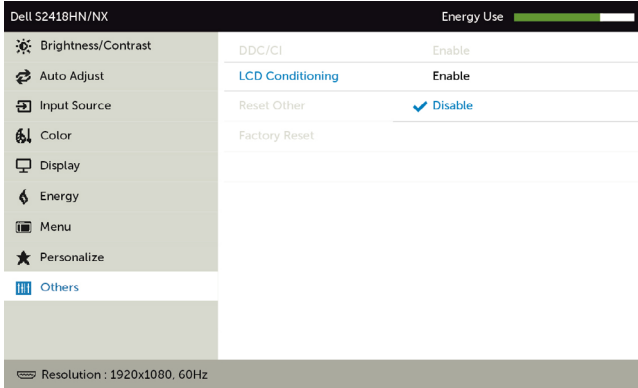 Dell S2418HN/NX Energy Use
Brightness/Contrast
Auto Adjust
Input Source
Color
Display
Energy
Menu
Personalize
Others
DDC/CI Enable
LCD Conditioning Enable
Reset Other Disable
Factory Reset
Resolution : 1920x1080, 60Hz